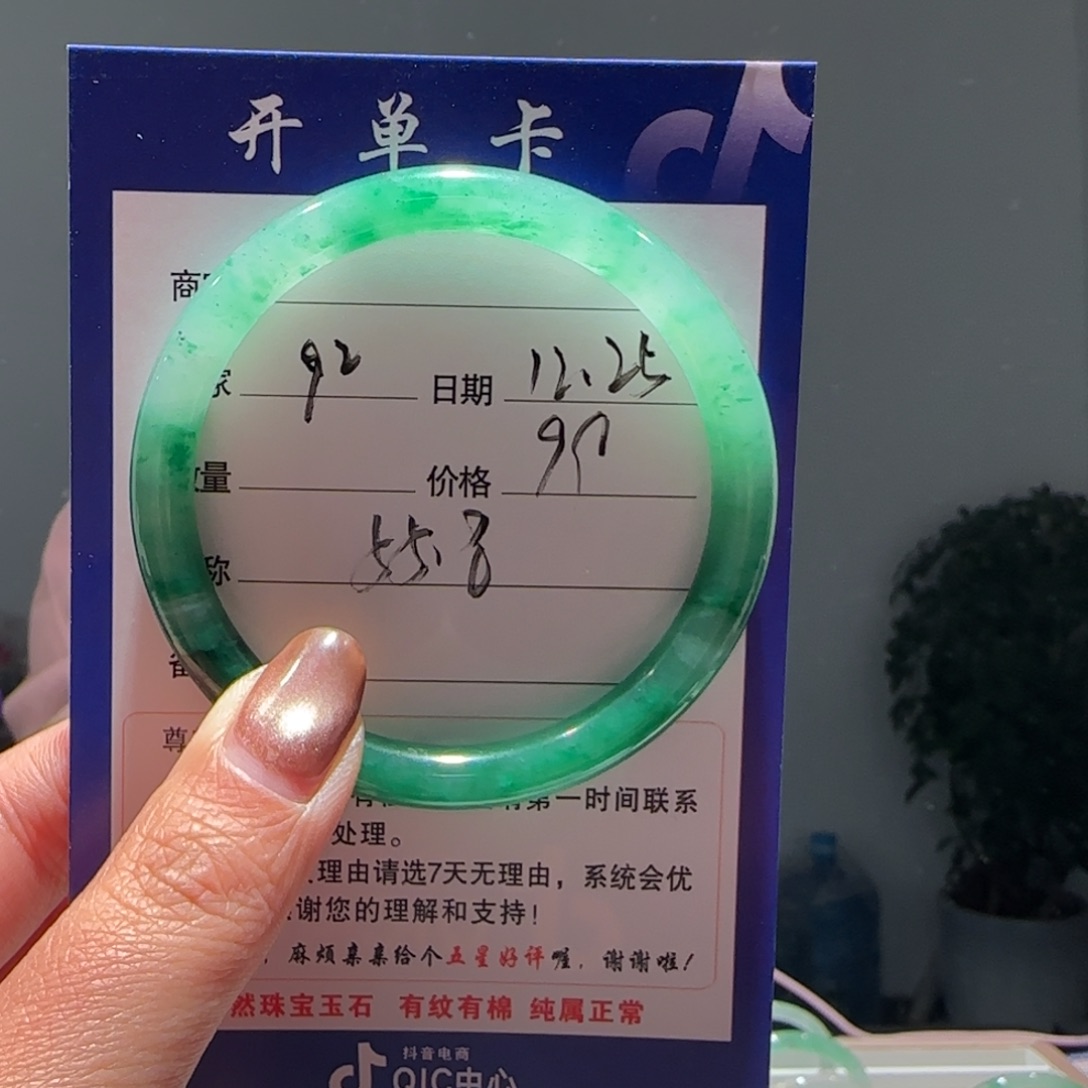 开单卡
商
家 92 日期 12.25
量 价格
称 55.8
尊
第一时间联系
处理。
理由请选7天无理由，系统会优
谢您的理解和支持！
，麻烦亲亲给个五星好评喔，谢谢啦！
然珠宝玉石 有纹有棉 纯属正常
抖音电商
QIC中心